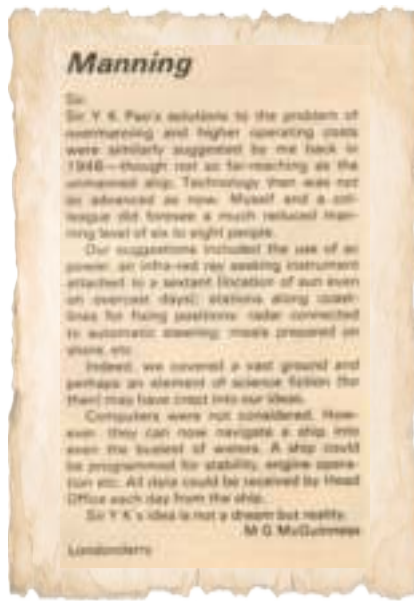 Manning
Sir,
Sir Y K Pao's solutions to the problem of
overmanning and higher operating costs
were similarly suggested by me back in
1946—though not so far-reaching as the
unmanned ship. Technology then was not
as advanced as now. Myself and a col-
league did foresee a much reduced man-
ning level of six to eight people.
Our suggestions included the use of ac
power; an infra-red ray seeking instrument
attached to a sextant (location of sun even
on overcast days); stations along coast-
lines for fixing positions; radar connected
to automatic steering; meals prepared on
shore, etc.
Indeed, we covered a vast ground and
perhaps an element of science fiction (for
then) may have crept into our ideas.
Computers were not considered. How-
ever, they can now navigate a ship into
even the busiest of waters. A ship could
be programmed for stability, engine opera-
tion etc. All data could be received by Head
Office each day from the ship.
Sir Y K's idea is not a dream but reality.
M G McGuinness
Londonderry